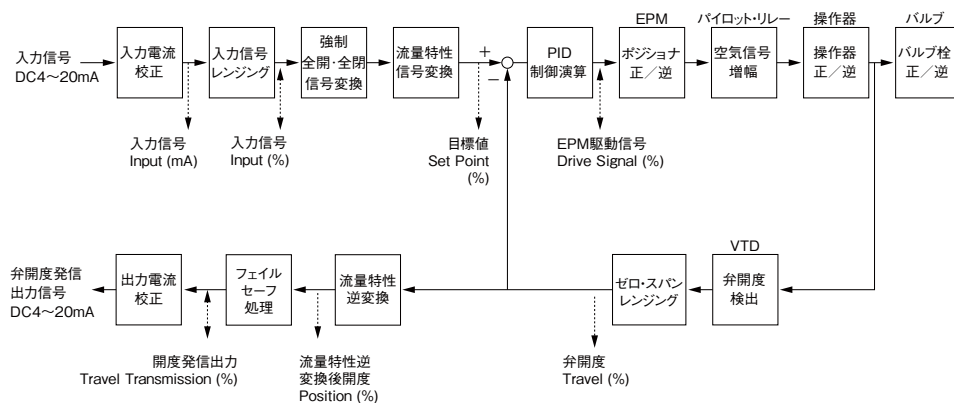 EPM
パイロット・リレー
操作器
バルブ
入力信号
DC4～20mA
入力電流
校正
入力信号
レンジング
強制
全開・全閉
信号変換
流量特性
信号変換
＋
－
PID
制御演算
ポジショナ
正／逆
空気信号
増幅
操作器
正／逆
バルブ栓
正／逆
入力信号
Input (mA)
入力信号
Input (%)
目標値
Set Point
(%)
EPM駆動信号
Drive Signal (%)
VTD
弁開度発信
出力信号
DC4～20mA
出力電流
校正
フェイル
セーフ
処理
流量特性
逆変換
ゼロ・スパン
レンジング
弁開度
検出
開度発信出力
Travel Transmission (%)
流量特性逆
変換後開度
Position (%)
弁開度
Travel (%)